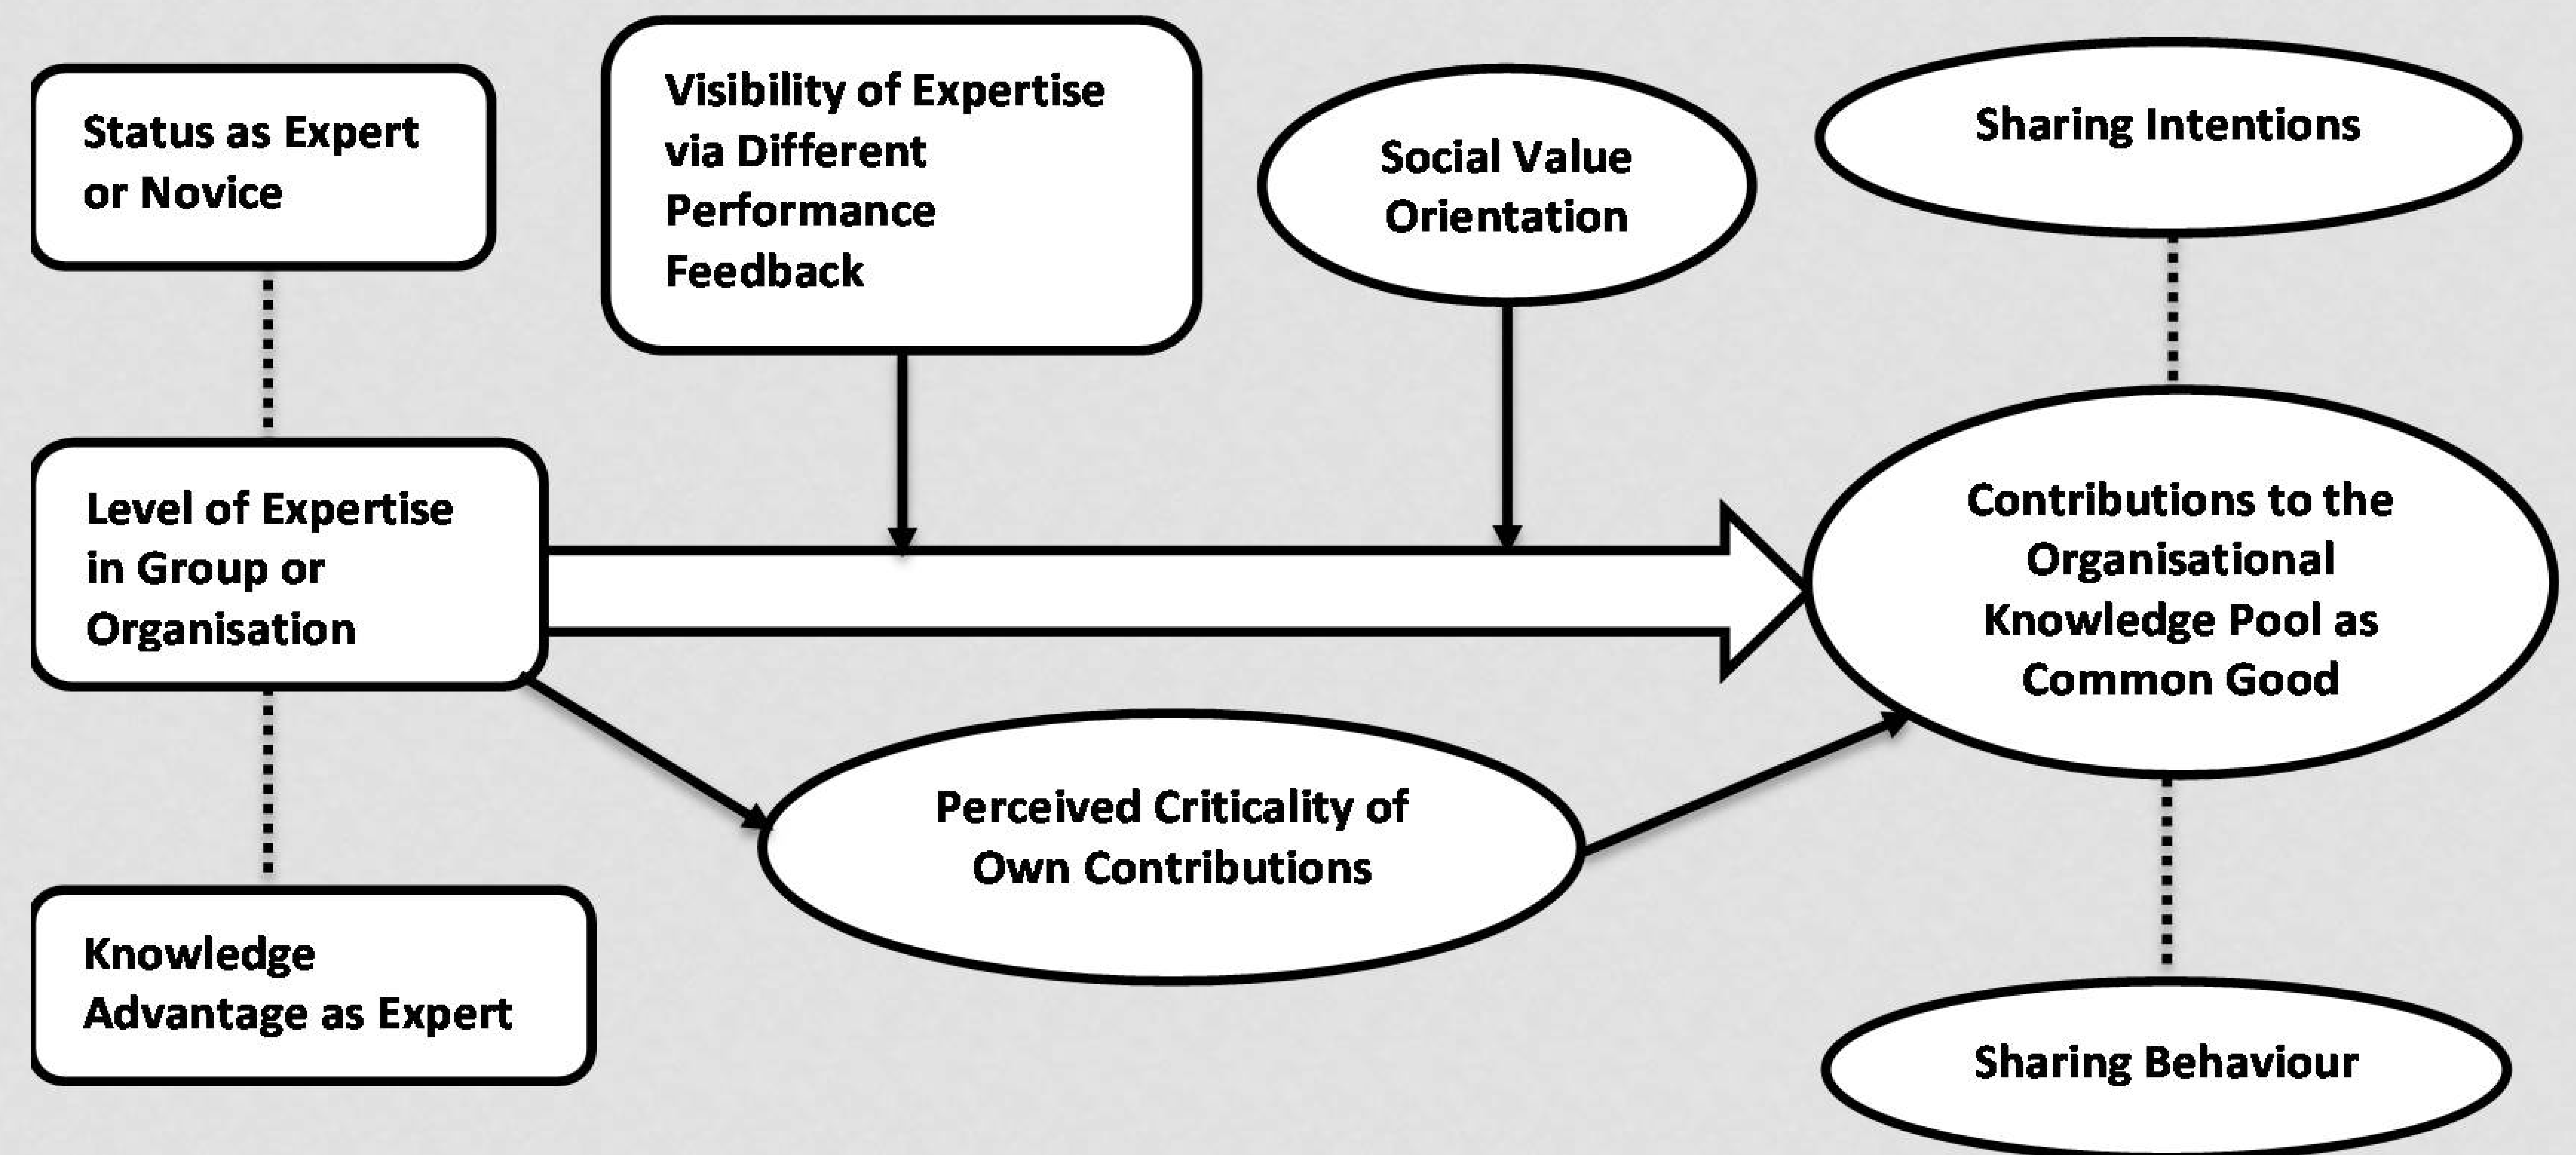 Status as Expert
or Novice
Visibility of Expertise
via Different
Performance
Feedback
Social Value
Orientation
Sharing Intentions
Level of Expertise
in Group or
Organisation
Contributions to the
Organisational
Knowledge Pool as
Common Good
Perceived Criticality of
Own Contributions
Knowledge
Advantage as Expert
Sharing Behaviour